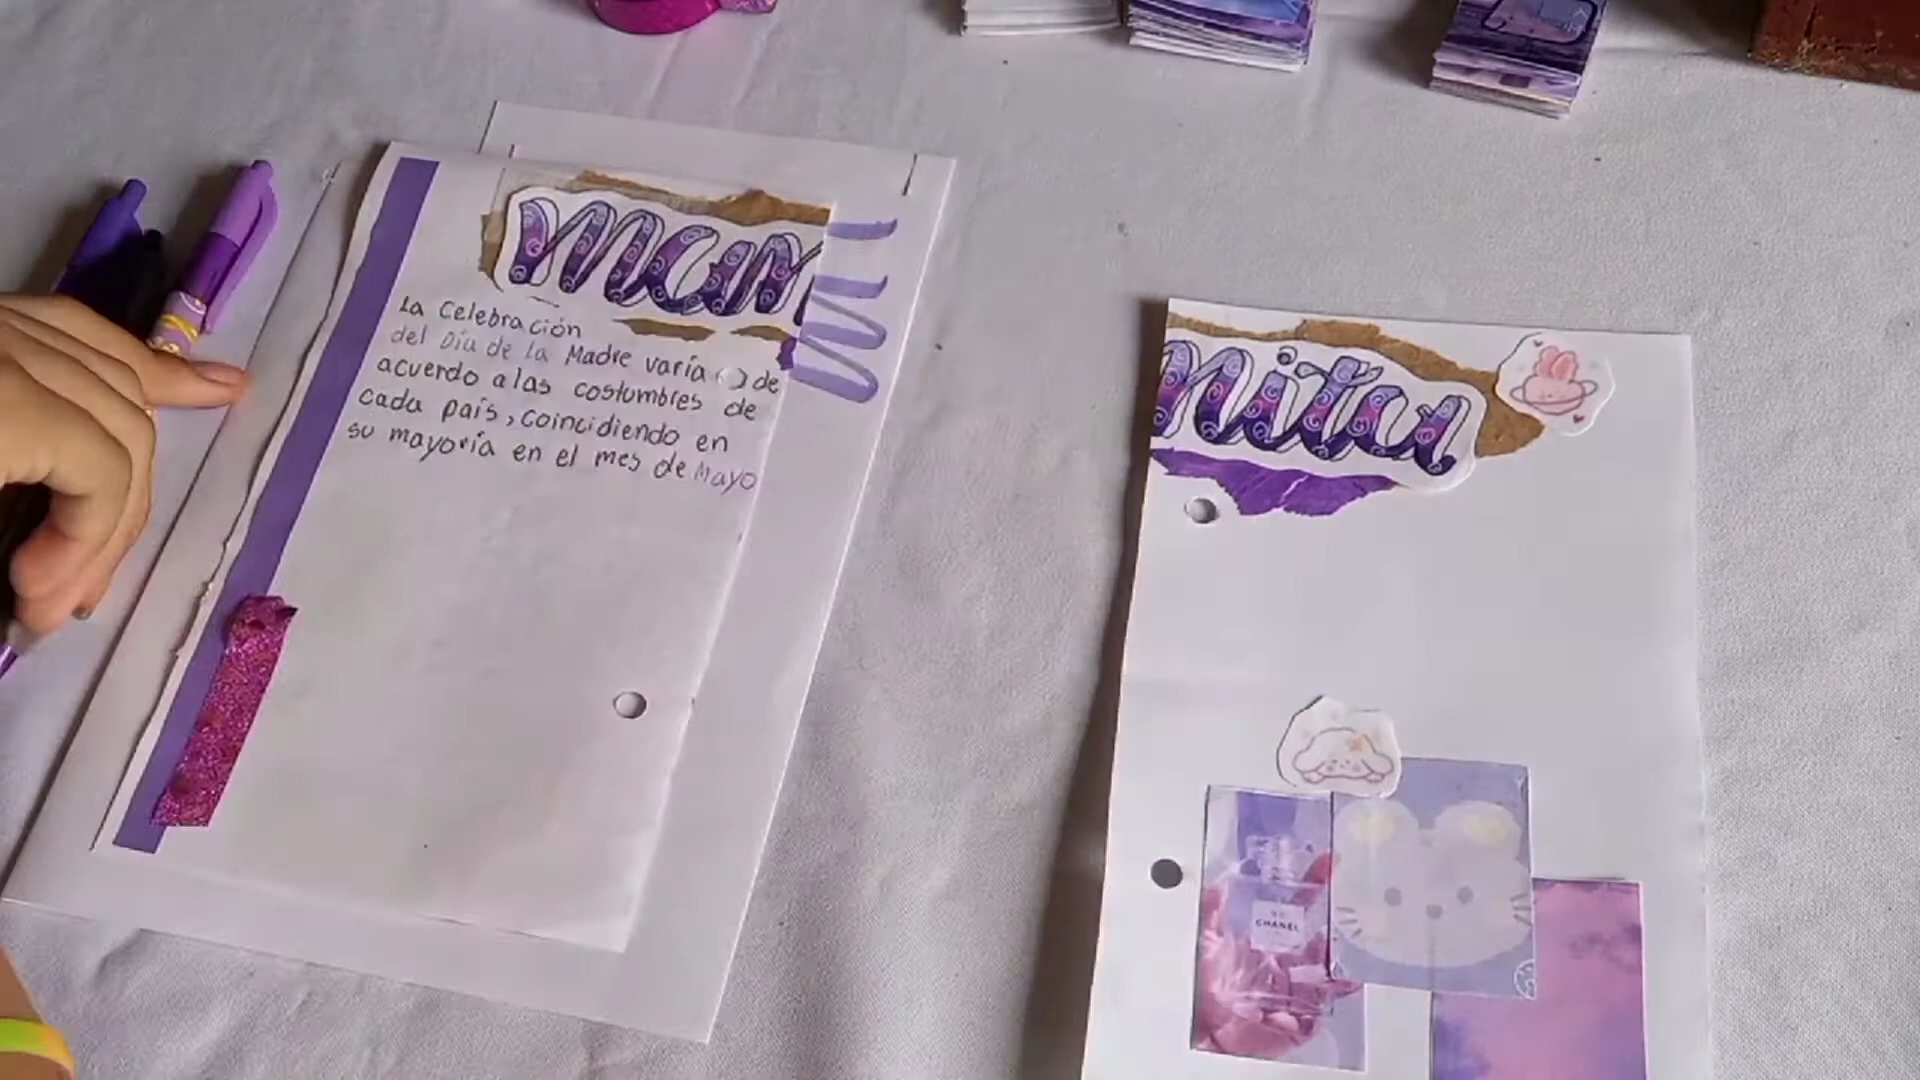 mam
La Celebración
del Día de la Madre varía de
acuerdo a las costumbres de
cada país, coincidiendo en
su mayoría en el mes de Mayo
nita
CHANEL